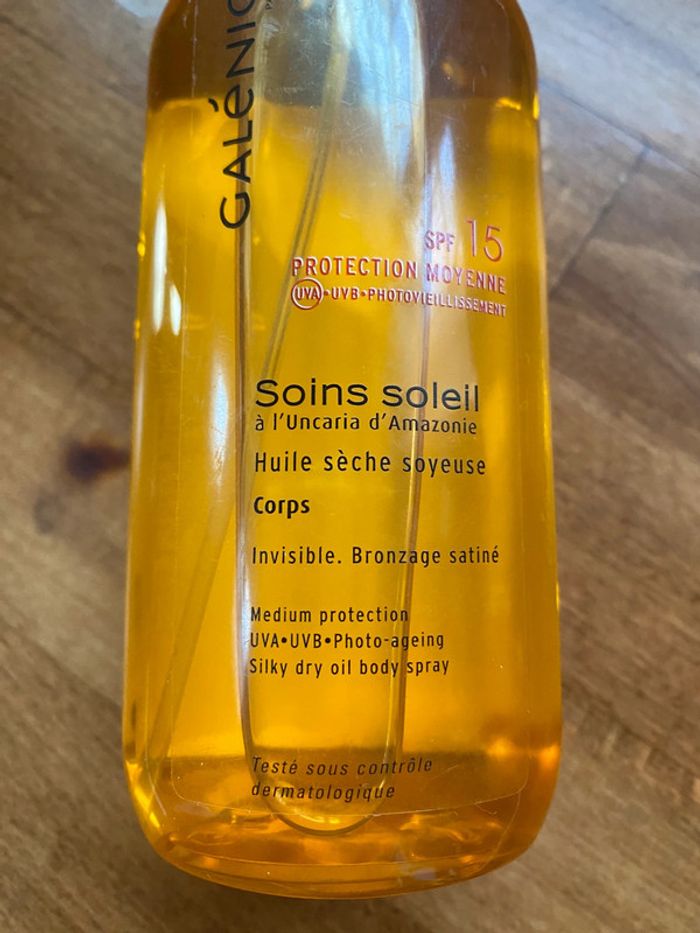 GALÉNIC
SPF 15
PROTECTION MOYENNE
UVA•UVB•PHOTOVIEILLISSEMENT
Soins soleil
à l'Uncaria d'Amazonie
Huile sèche soyeuse
Corps
Invisible. Bronzage satiné
Medium protection
UVA•UVB•Photo-ageing
Silky dry oil body spray
Testé sous contrôle
dermatologique